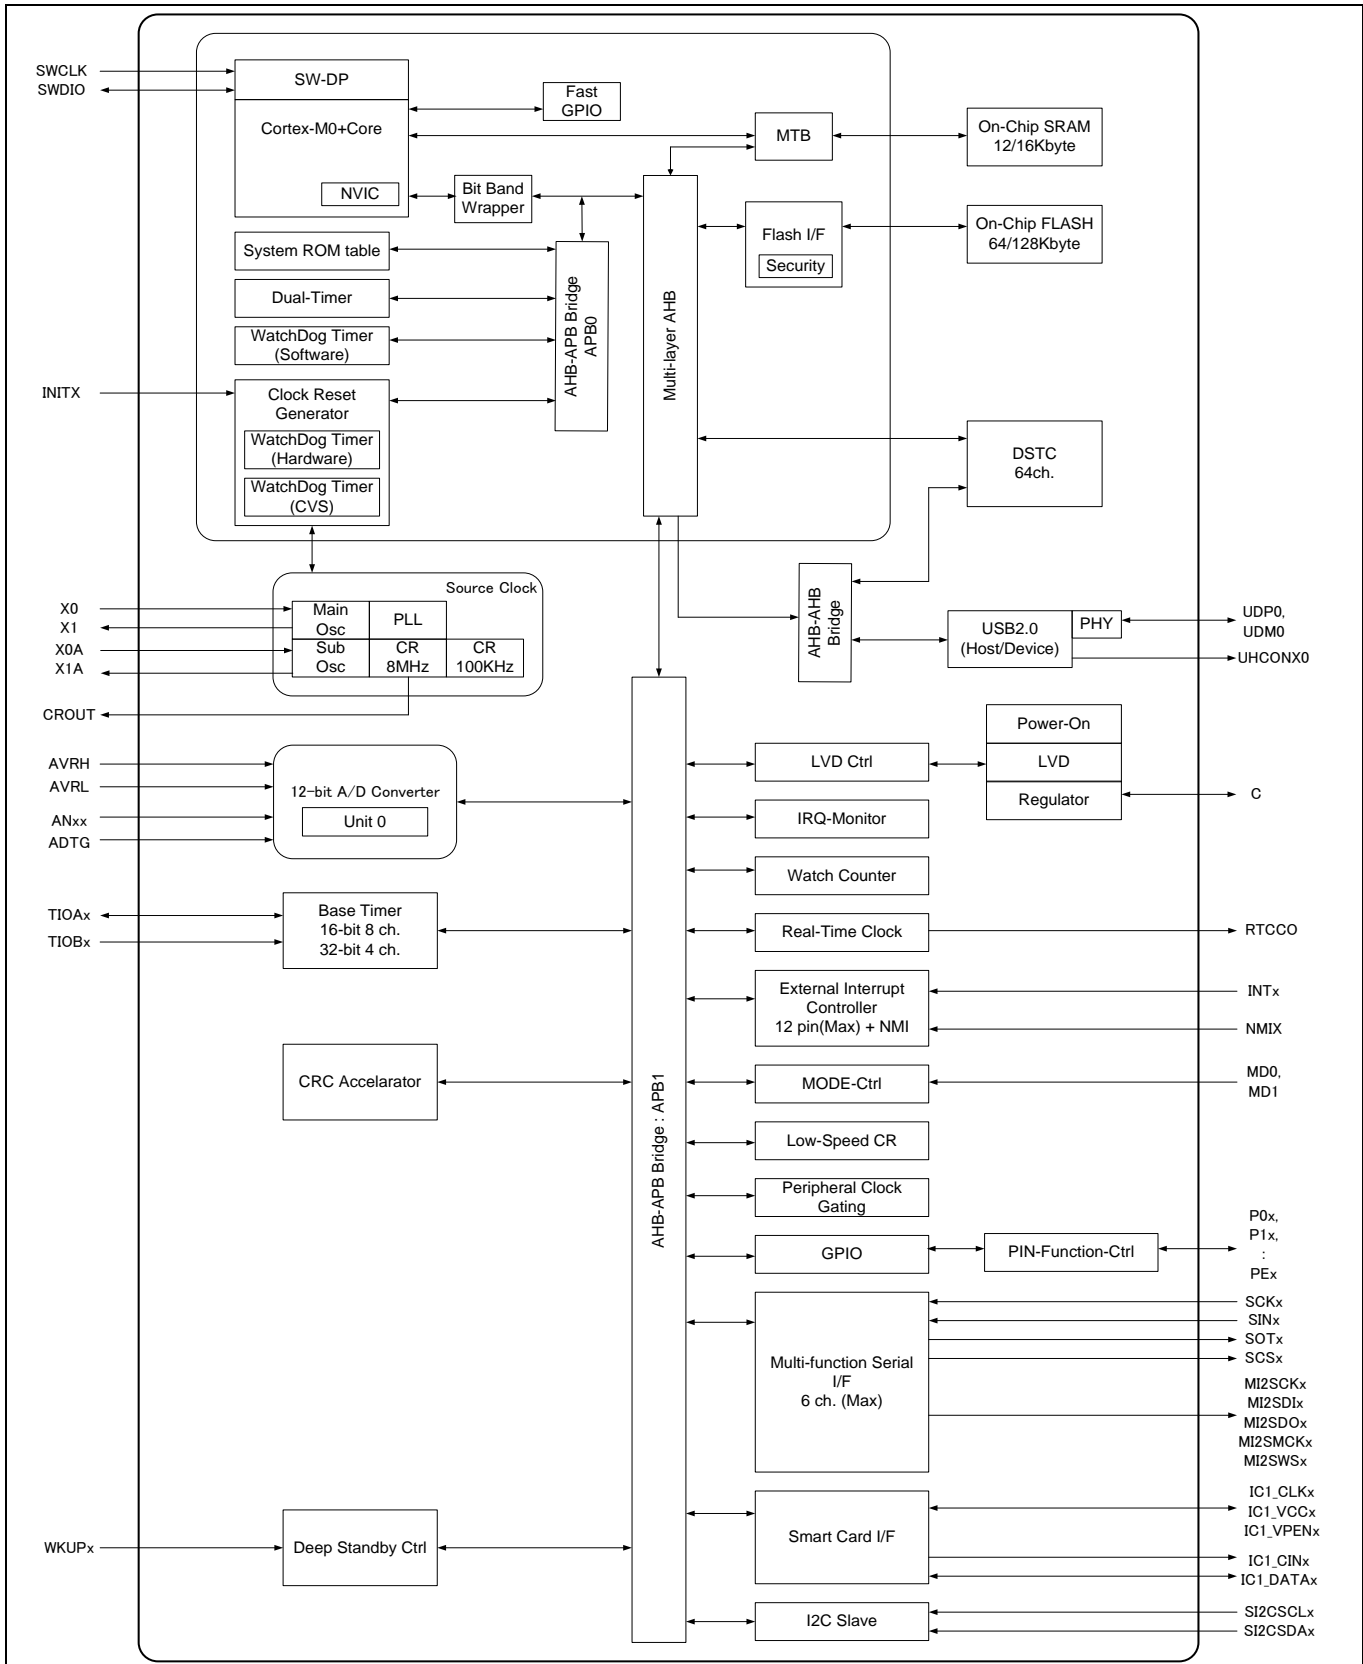 SWCLK
SWDIO
SW-DP
Cortex-M0+Core
NVIC
Fast
GPIO
MTB
On-Chip SRAM
12/16Kbyte
Bit Band
Wrapper
Flash I/F
Security
On-Chip FLASH
64/128Kbyte
System ROM table
Dual-Timer
WatchDog Timer
(Software)
AHB-APB Bridge
APB0
Multi-layer AHB
INITX
Clock Reset
Generator
WatchDog Timer
(Hardware)
WatchDog Timer
(CVS)
DSTC
64ch.
Source Clock
X0
X1
X0A
X1A
Main
Osc
PLL
Sub
Osc
CR
8MHz
CR
100KHz
CROUT
AHB-AHB
Bridge
USB2.0
(Host/Device)
PHY
UDP0,
UDM0
UHCONX0
AVRH
AVRL
ANxx
ADTG
12-bit A/D Converter
Unit 0
LVD Ctrl
Power-On
LVD
Regulator
C
IRQ-Monitor
Watch Counter
TIOAx
TIOBx
Base Timer
16-bit 8 ch.
32-bit 4 ch.
Real-Time Clock
RTCCO
External Interrupt
Controller
12 pin(Max) + NMI
INTx
NMIX
CRC Accelarator
AHB-APB Bridge : APB1
MODE-Ctrl
MD0,
MD1
Low-Speed CR
Peripheral Clock
Gating
GPIO
PIN-Function-Ctrl
P0x,
P1x,
:
PEx
Multi-function Serial
I/F
6 ch. (Max)
SCKx
SINx
SOTx
SCSx
MI2SCKx
MI2SDIx
MI2SDOx
MI2SMCKx
MI2SWSx
WKUPx
Deep Standby Ctrl
Smart Card I/F
IC1_CLKx
IC1_VCCx
IC1_VPENx
IC1_CINx
IC1_DATAx
I2C Slave
SI2CSCLx
SI2CSDAx